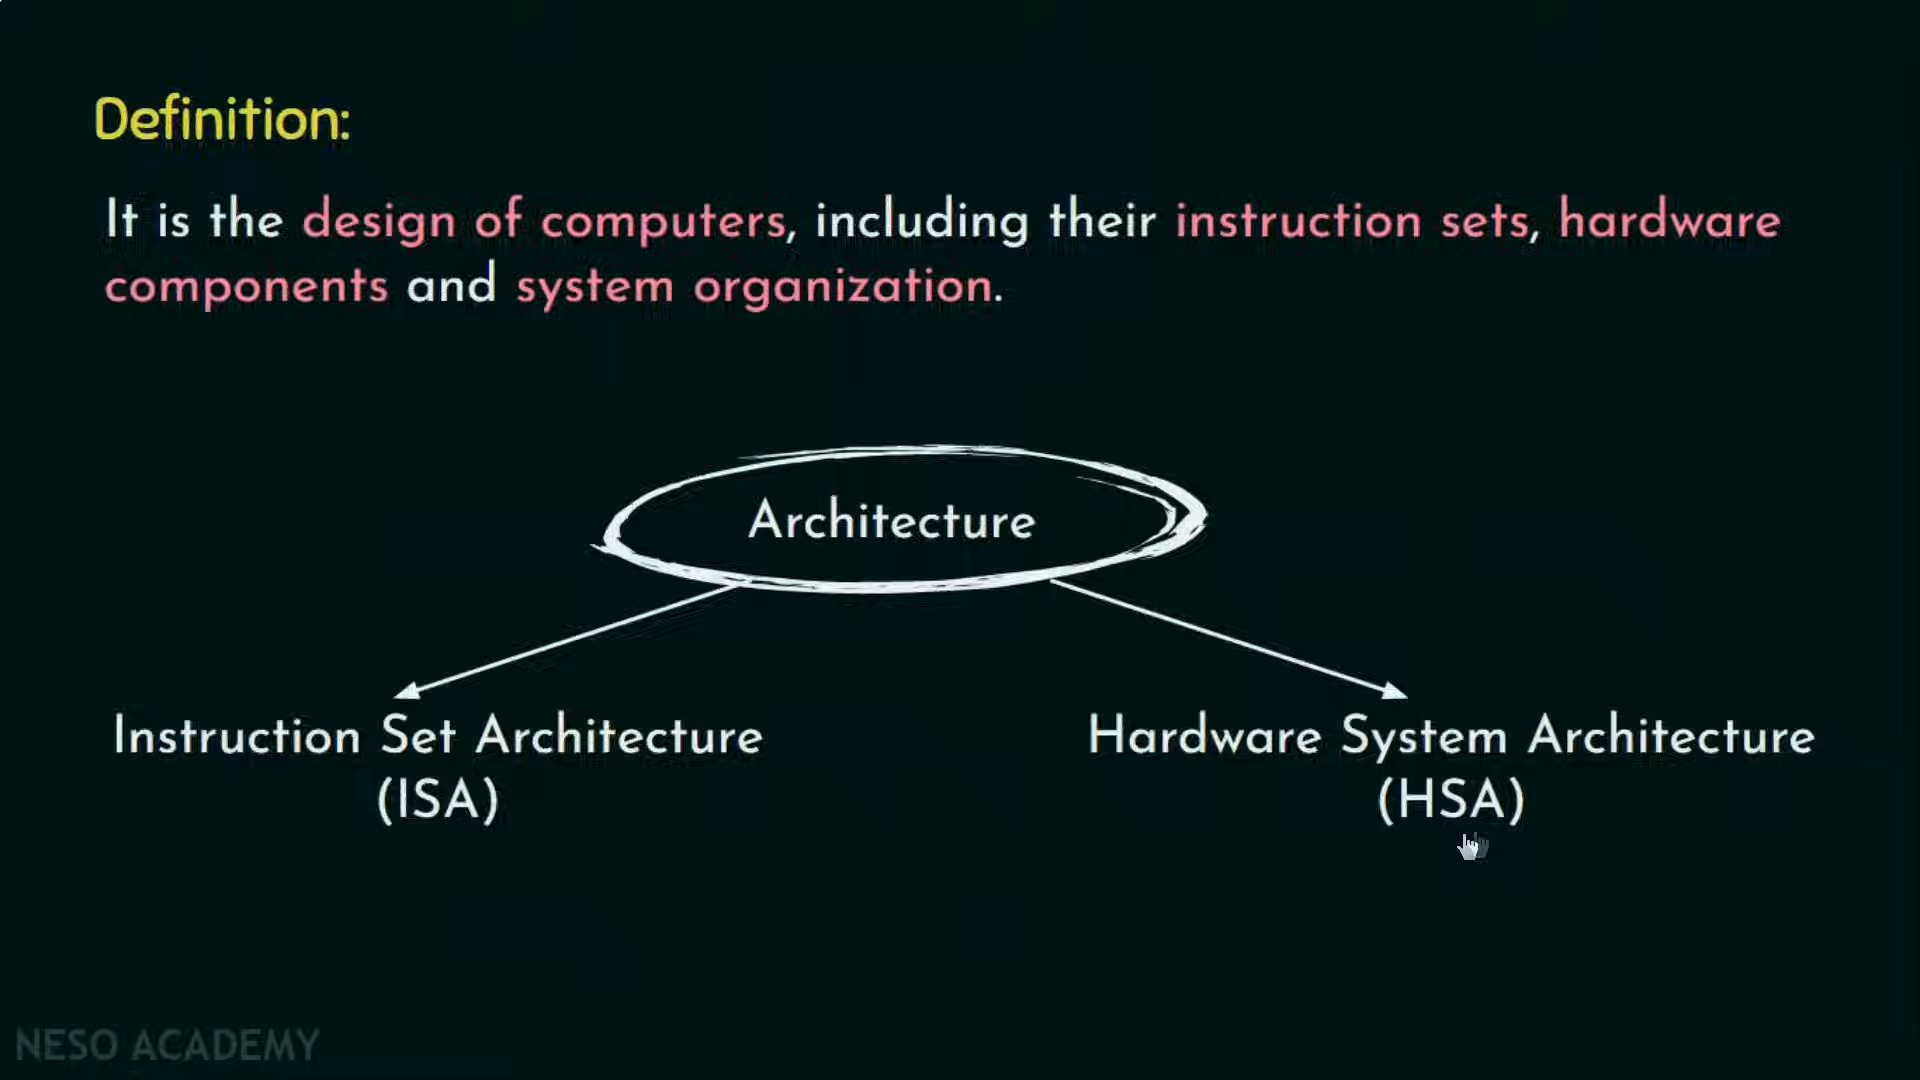 Definition:
It is the design of computers, including their instruction sets, hardware
components and system organization.
Architecture
Instruction Set Architecture
(ISA)
Hardware System Architecture
(HSA)
NESO ACADEMY